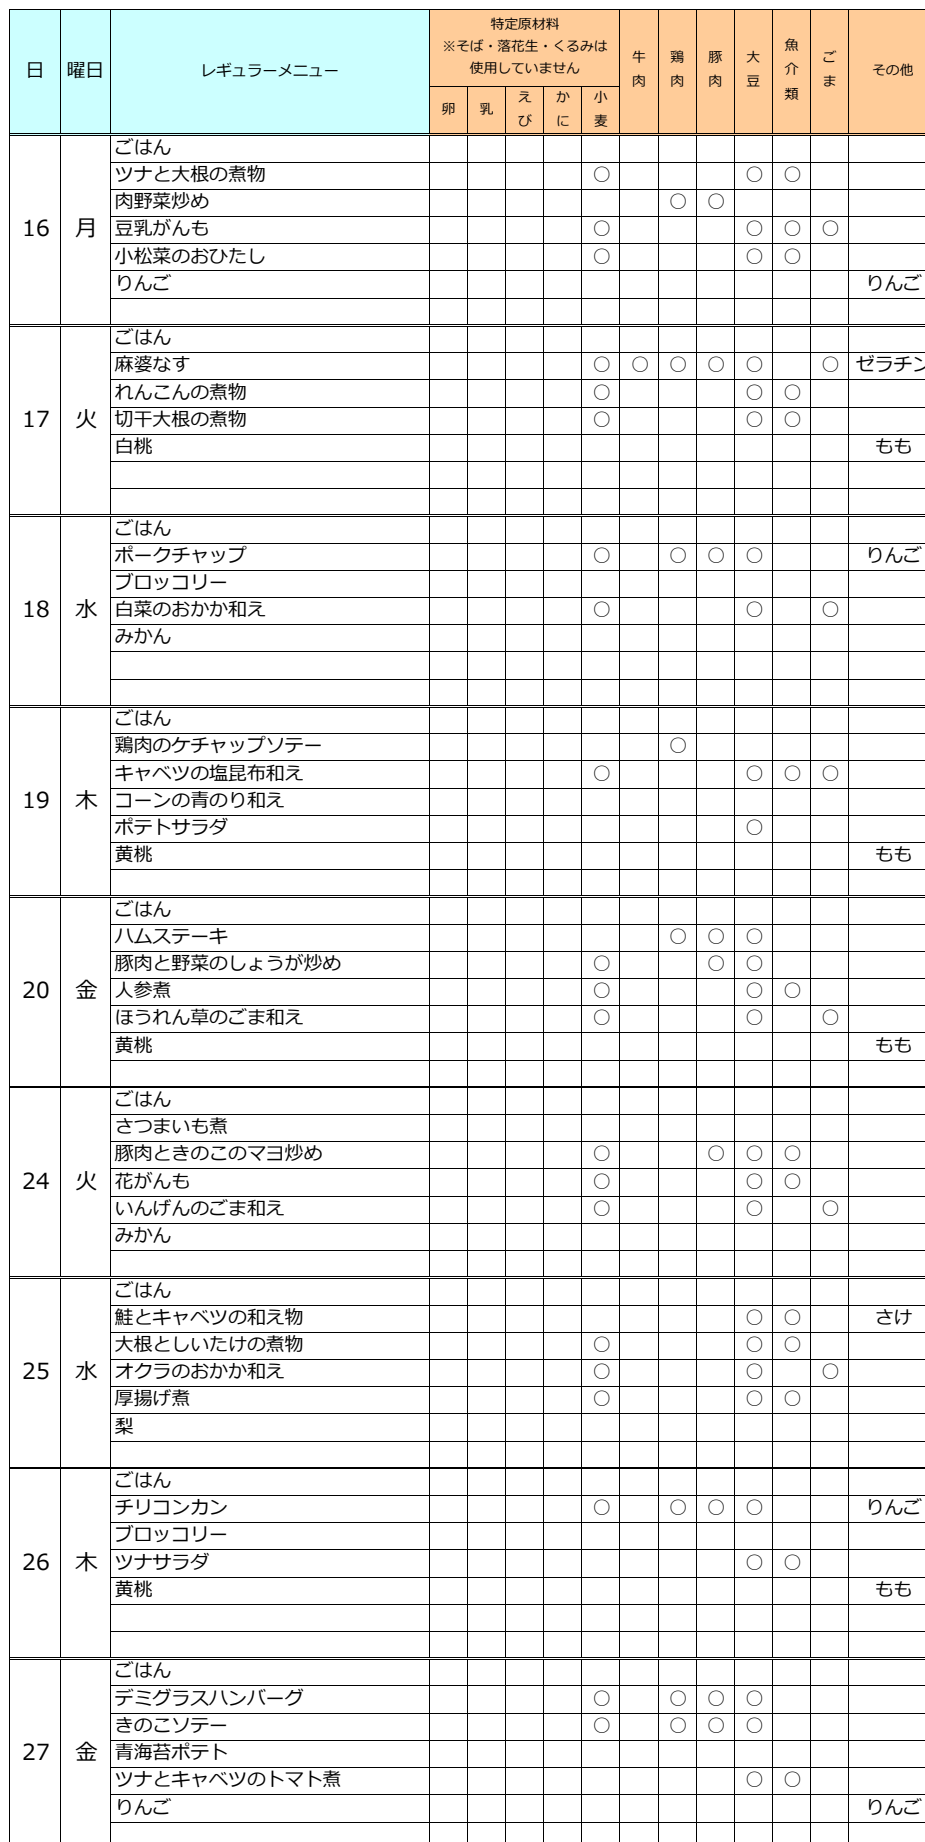 日 曜日 レギュラーメニュー 特定原材料 ※そば・落花生・くるみは使用していません 牛肉 鶏肉 豚肉 大豆 魚介類 ごま その他
卵 乳 えび かに 小麦
16 月
ごはん
ツナと大根の煮物 ○ ○ ○
肉野菜炒め ○ ○
豆乳がんも ○ ○ ○ ○
小松菜のおひたし ○ ○ ○
りんご りんご
17 火
ごはん
麻婆なす ○ ○ ○ ○ ○ ○ ゼラチン
れんこんの煮物 ○ ○ ○
切干大根の煮物 ○ ○ ○
白桃 もも
18 水
ごはん
ポークチャップ ○ ○ ○ ○ りんご
ブロッコリー
白菜のおかか和え ○ ○ ○
みかん
19 木
ごはん
鶏肉のケチャップソテー ○
キャベツの塩昆布和え ○ ○ ○ ○
コーンの青のり和え
ポテトサラダ ○
黄桃 もも
20 金
ごはん
ハムステーキ ○ ○ ○
豚肉と野菜のしょうが炒め ○ ○ ○
人参煮 ○ ○ ○
ほうれん草のごま和え ○ ○ ○
黄桃 もも
24 火
ごはん
さつまいも煮
豚肉ときのこのマヨ炒め ○ ○ ○ ○
花がんも ○ ○ ○
いんげんのごま和え ○ ○ ○
みかん
25 水
ごはん
鮭とキャベツの和え物 ○ ○ さけ
大根としいたけの煮物 ○ ○ ○
オクラのおかか和え ○ ○ ○
厚揚げ煮 ○ ○ ○
梨
26 木
ごはん
チリコンカン ○ ○ ○ ○ りんご
ブロッコリー
ツナサラダ ○ ○
黄桃 もも
27 金
ごはん
デミグラスハンバーグ ○ ○ ○ ○
きのこソテー ○ ○ ○ ○
青海苔ポテト
ツナとキャベツのトマト煮 ○ ○
りんご りんご